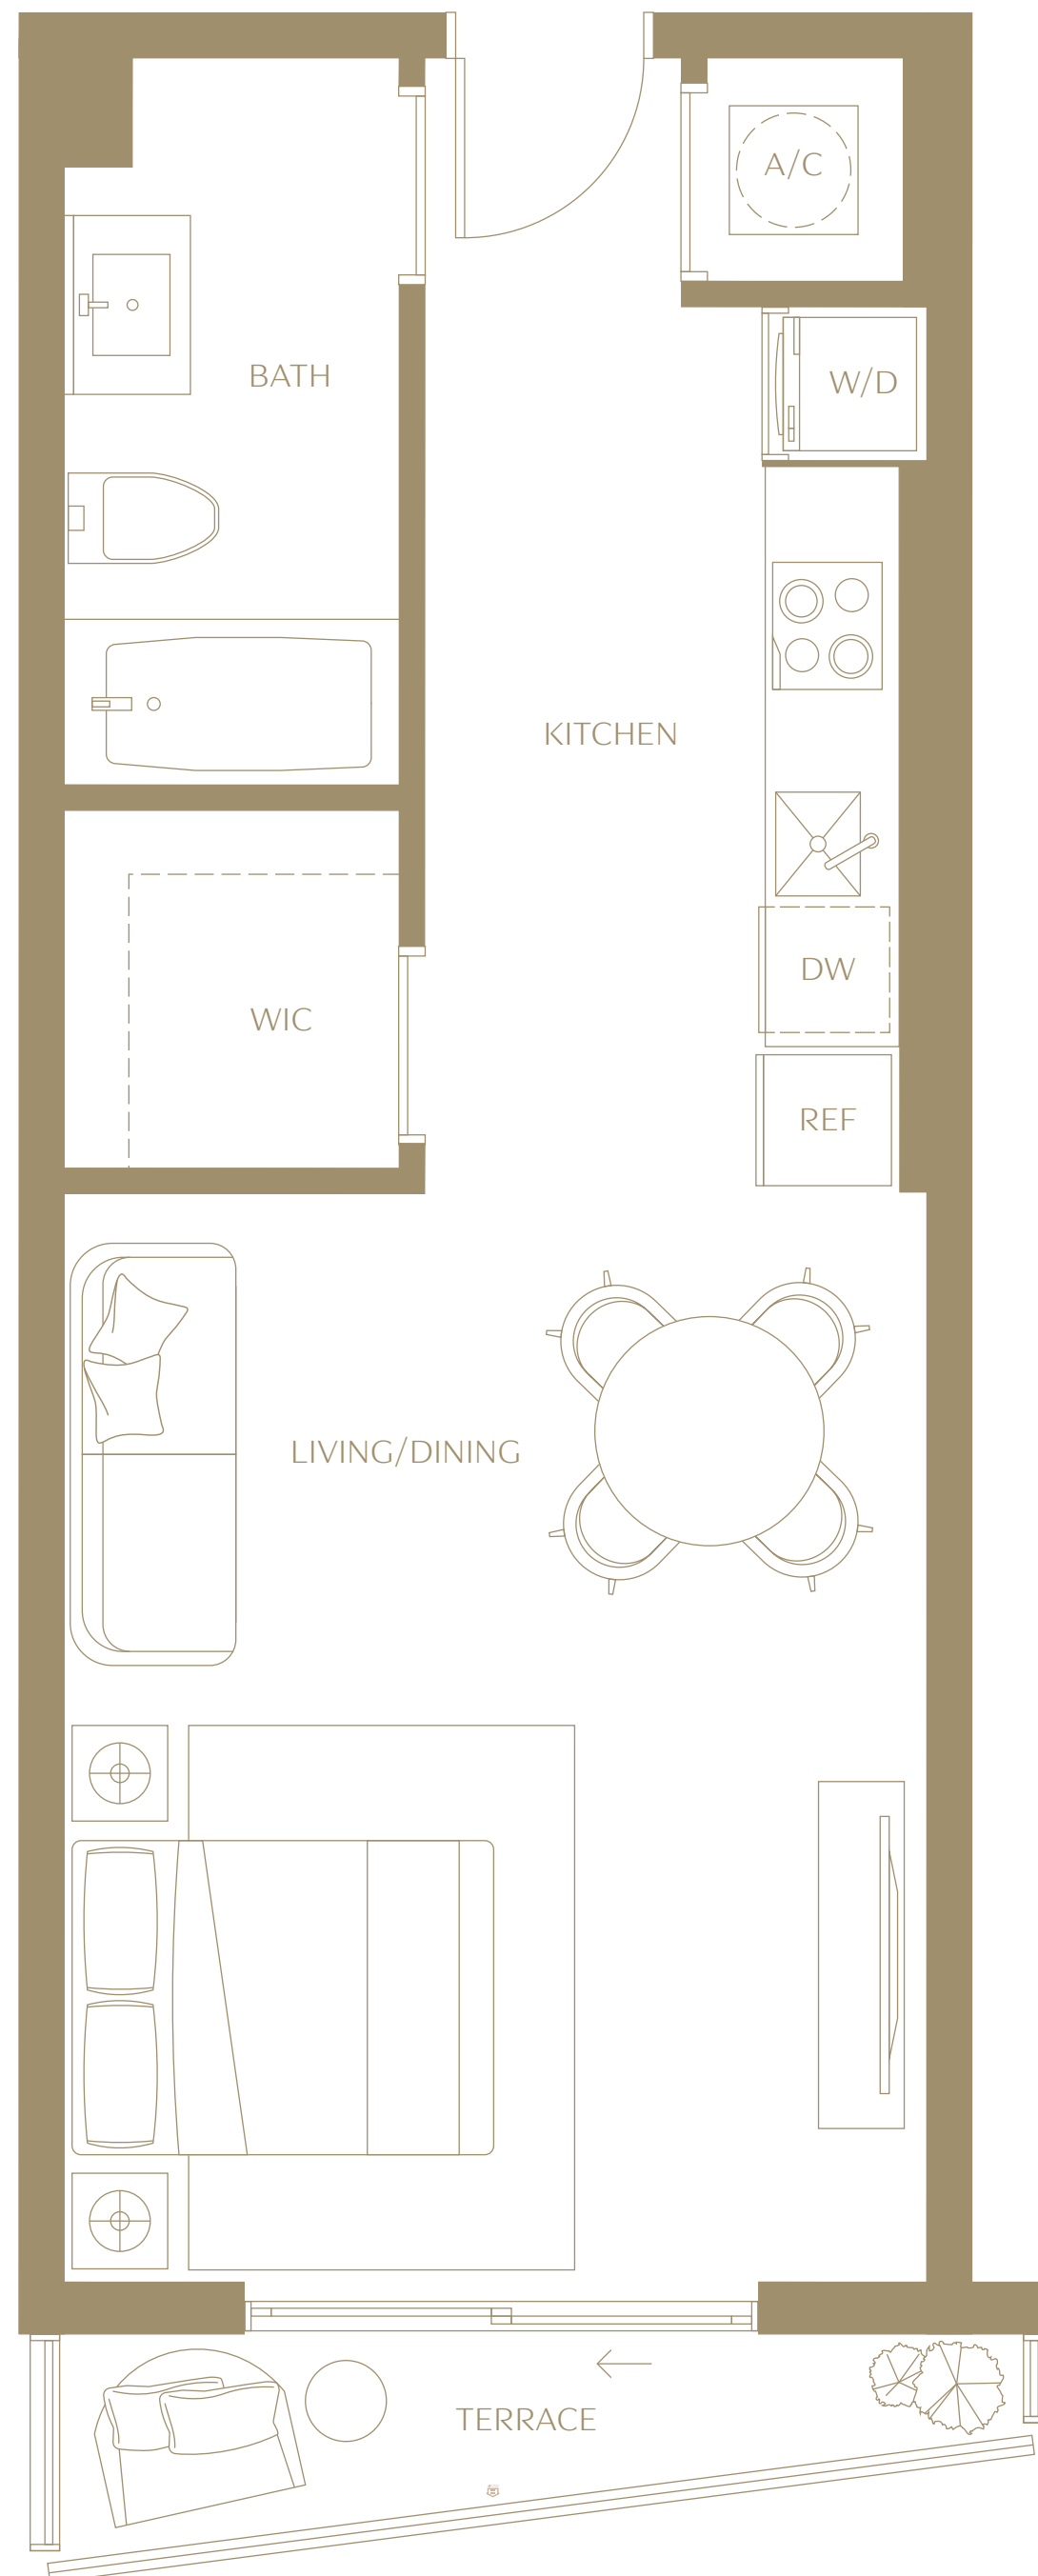 A/C
BATH
W/D
KITCHEN
DW
WIC
REF
LIVING/DINING
TERRACE